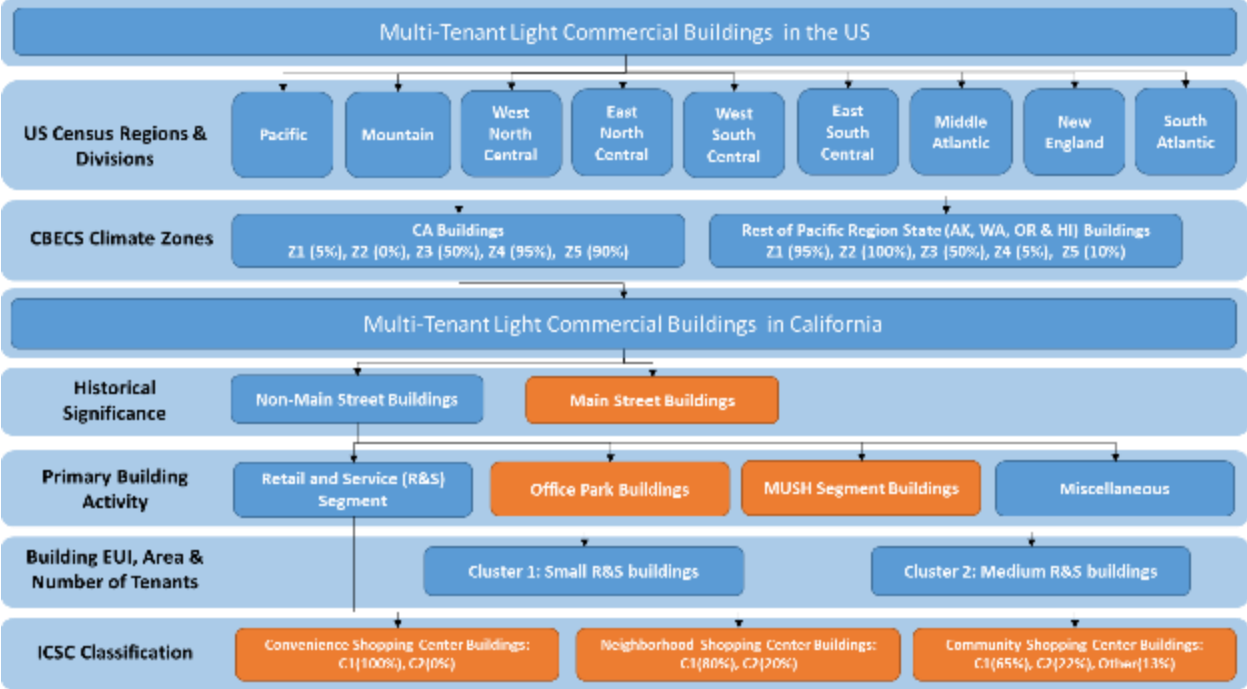 Multi-Tenant Light Commercial Buildings in the US
US Census Regions &
Divisions
Pacific
Mountain
West
North
Central
East
North
Central
West
South
Central
East
South
Central
Middle
Atlantic
New
England
South
Atlantic
CBECS Climate Zones
CA Buildings
Z1 (5%), Z2 (0%), Z3 (50%), Z4 (95%), Z5 (90%)
Rest of Pacific Region State (AK, WA, OR & HI) Buildings
Z1 (95%), Z2 (100%), Z3 (50%), Z4 (5%), Z5 (10%)
Multi-Tenant Light Commercial Buildings in California
Historical
Significance
Non-Main Street Buildings
Main Street Buildings
Primary Building
Activity
Retail and Service (R&S)
Segment
Office Park Buildings
MUSH Segment Buildings
Miscellaneous
Building EUI, Area &
Number of Tenants
Cluster 1: Small R&S buildings
Cluster 2: Medium R&S buildings
ICSC Classification
Convenience Shopping Center Buildings:
C1(100%), C2(0%)
Neighborhood Shopping Center Buildings:
C1(80%), C2(20%)
Community Shopping Center Buildings:
C1(65%), C2(22%), Other(13%)